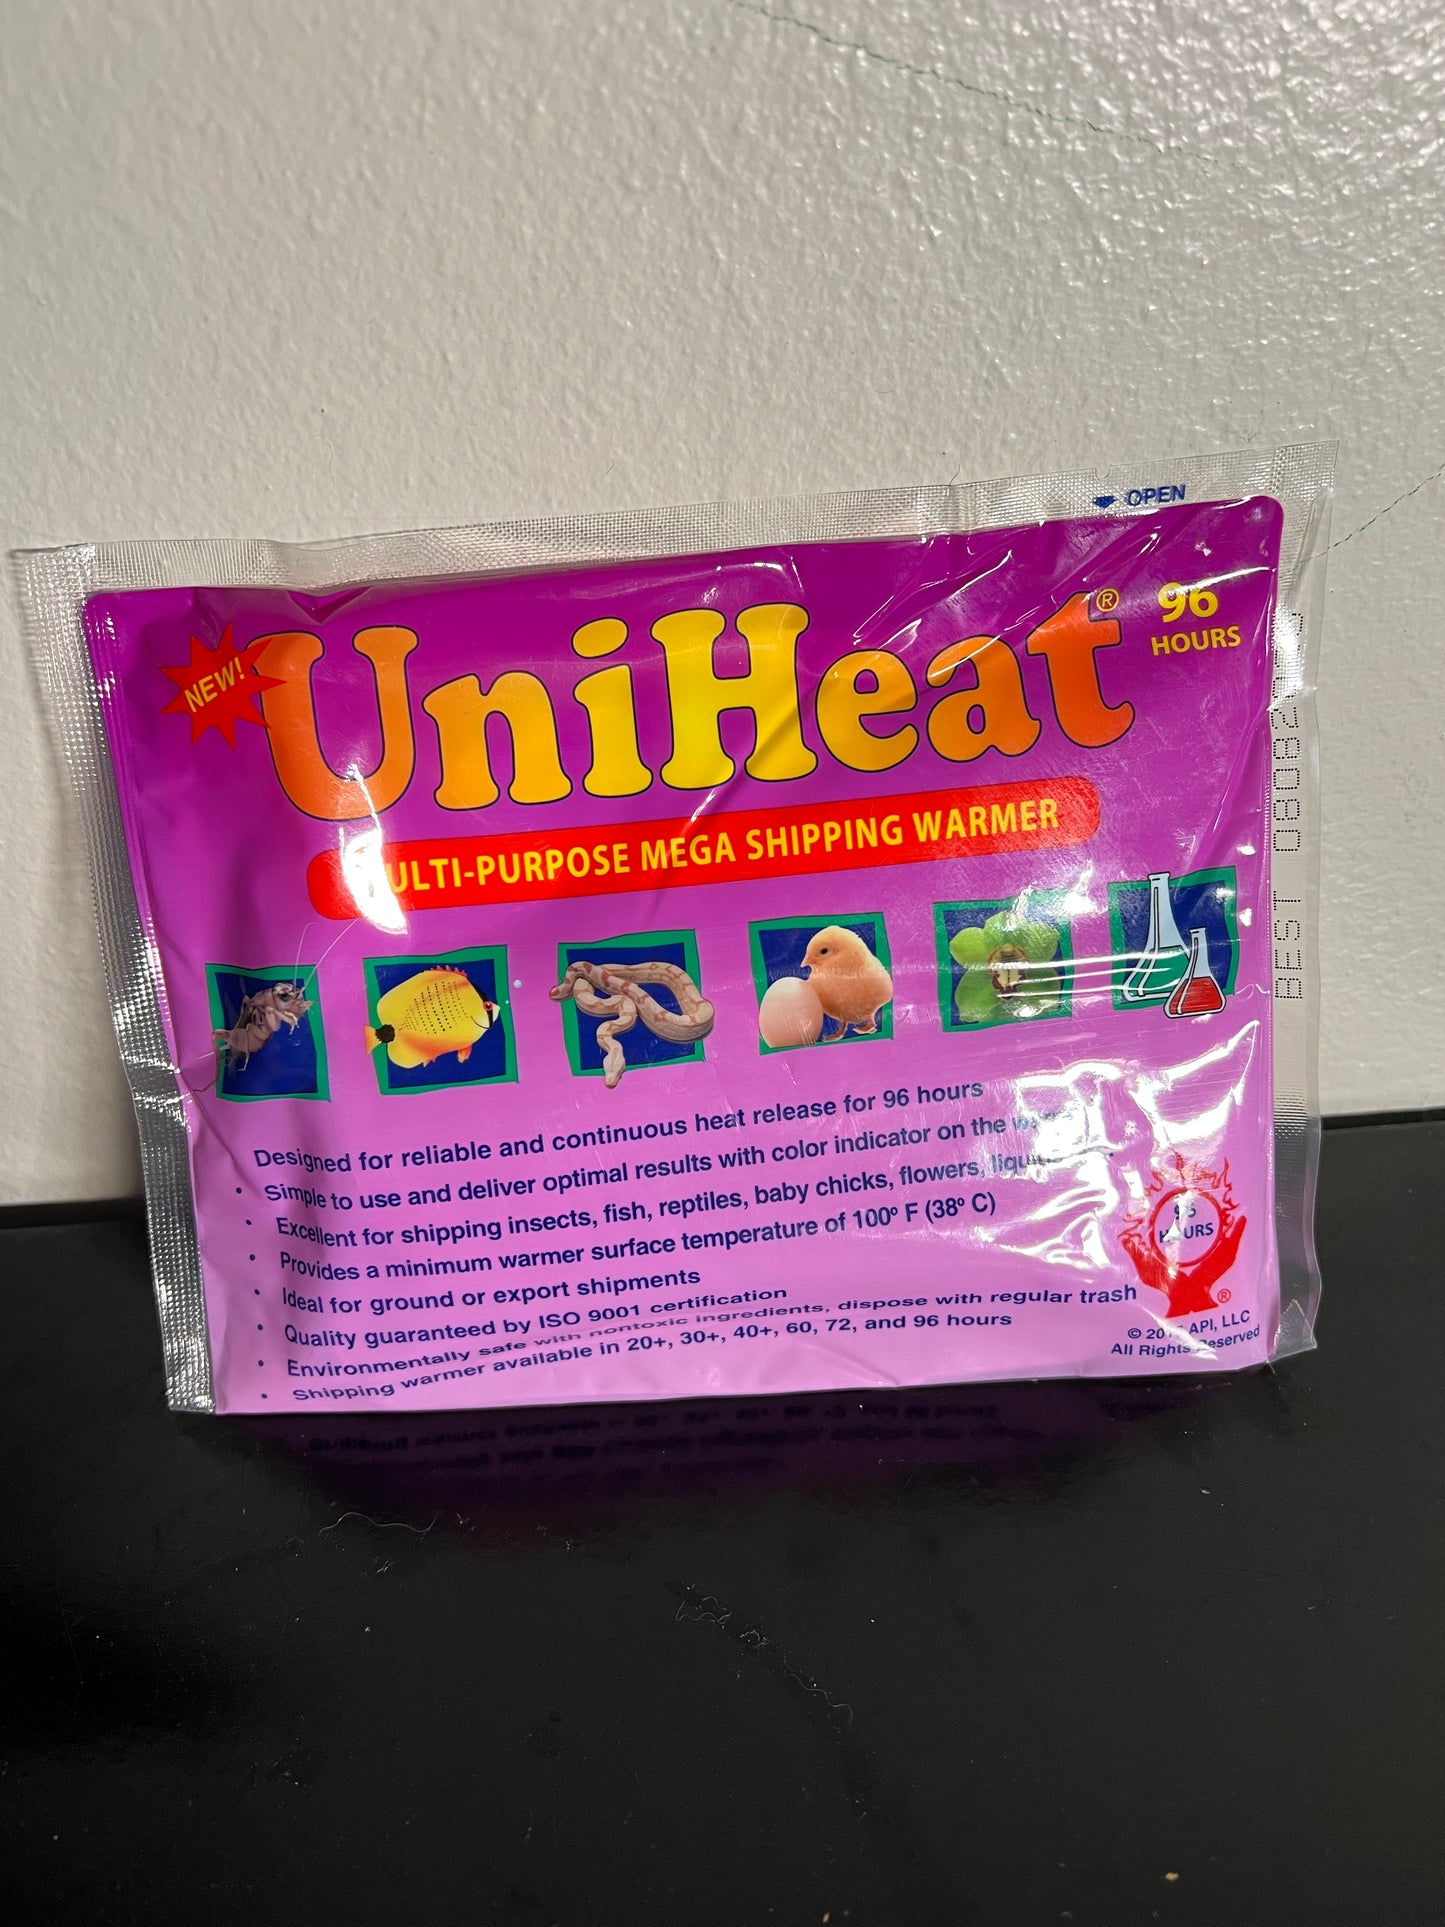 OPEN
NEW!
UniHeat®
96
HOURS
MULTI-PURPOSE MEGA SHIPPING WARMER
Designed for reliable and continuous heat release for 96 hours
• Simple to use and deliver optimal results with color indicator on the
• Excellent for shipping insects, fish, reptiles, baby chicks, flowers,
• Provides a minimum warmer surface temperature of 100º F (38º C)
• Ideal for ground or export shipments
• Quality guaranteed by ISO 9001 certification
• Environmentally safe with nontoxic ingredients, dispose with regular trash
• Shipping warmer available in 20+, 30+, 40+, 60, 72, and 96 hours
96
HOURS
®
© API, LLC
All Rights Reserved
BEST